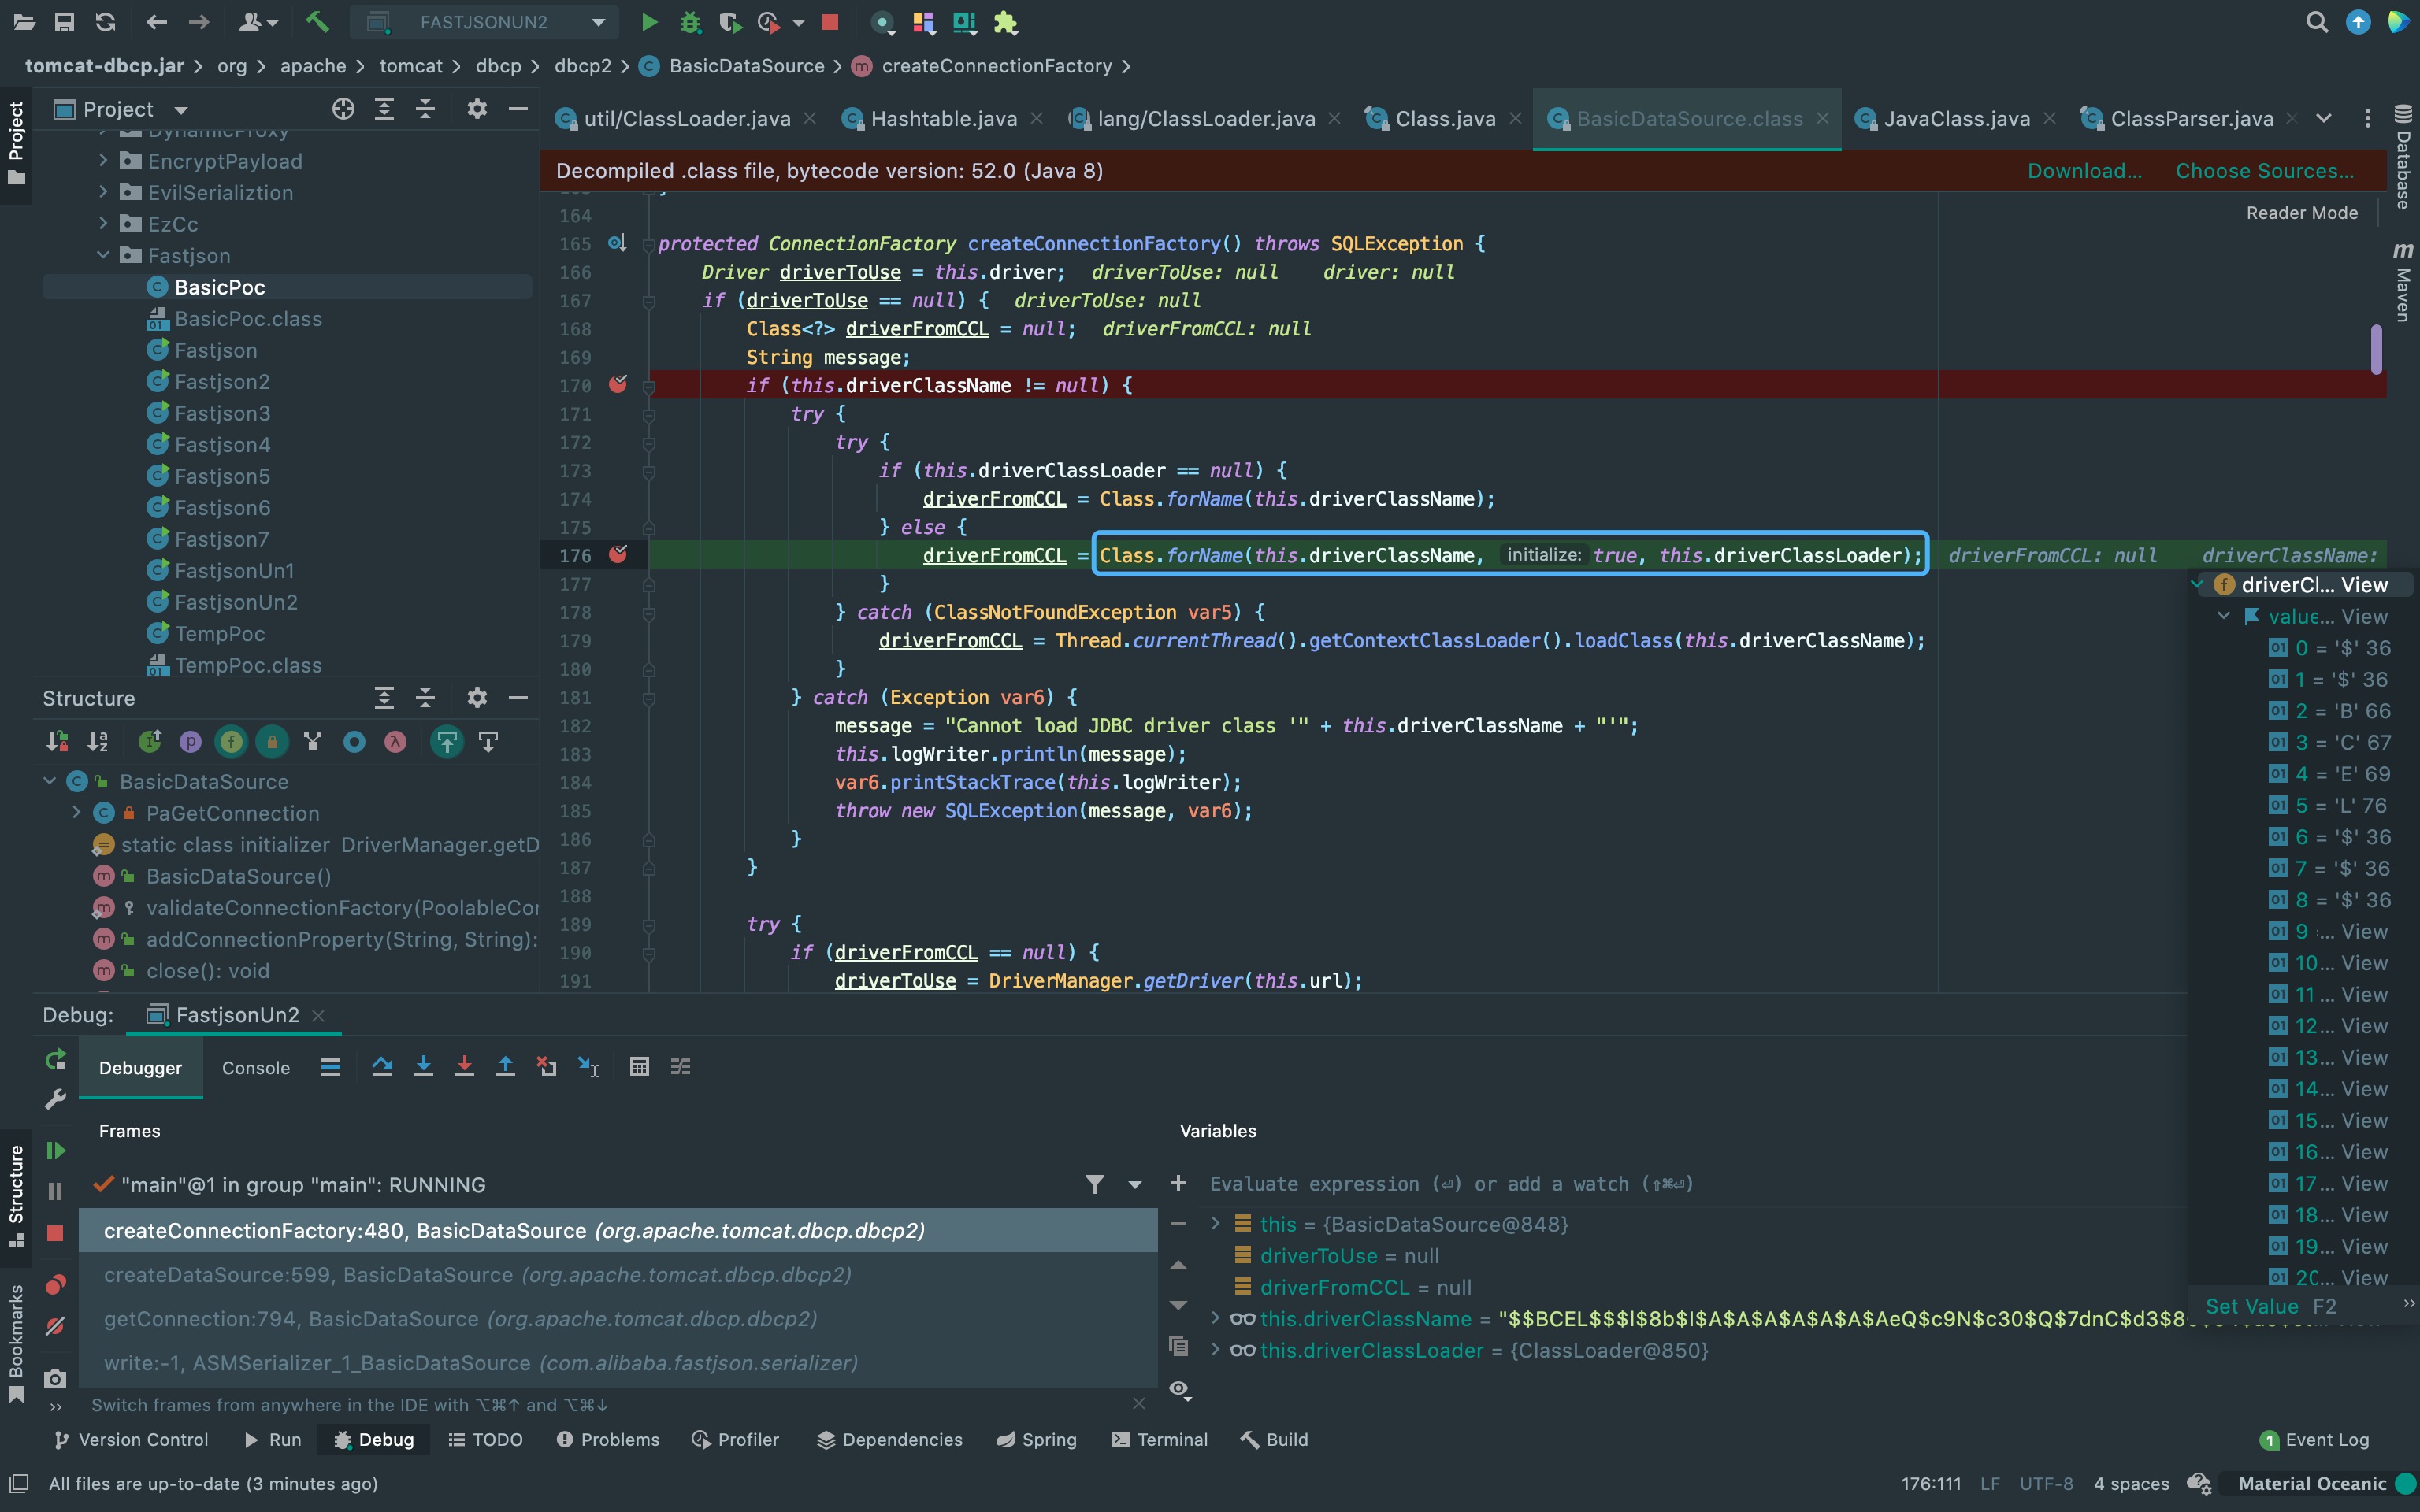 FASTJSONUN2
tomcat-dbcp.jar org apache tomcat dbcp dbcp2 BasicDataSource createConnectionFactory
Project
Project
DynamicProxy
EncryptPayload
EvilSerializtion
EzCc
Fastjson
BasicPoc
BasicPoc.class
Fastjson
Fastjson2
Fastjson3
Fastjson4
Fastjson5
Fastjson6
Fastjson7
FastjsonUn1
FastjsonUn2
TempPoc
TempPoc.class
Structure
BasicDataSource
PaGetConnection
static class initializer DriverManager.getD
BasicDataSource()
validateConnectionFactory(PoolableCon
addConnectionProperty(String, String):
close(): void
util/ClassLoader.java Hashtable.java lang/ClassLoader.java Class.java BasicDataSource.class JavaClass.java ClassParser.java
Decompiled .class file, bytecode version: 52.0 (Java 8) Download... Choose Sources...
Reader Mode
164
165 protected ConnectionFactory createConnectionFactory() throws SQLException {
166 Driver driverToUse = this.driver; driverToUse: null driver: null
167 if (driverToUse == null) { driverToUse: null
168 Class<?> driverFromCCL = null; driverFromCCL: null
169 String message;
170 if (this.driverClassName != null) {
171 try {
172 try {
173 if (this.driverClassLoader == null) {
174 driverFromCCL = Class.forName(this.driverClassName);
175 } else {
176 driverFromCCL = Class.forName(this.driverClassName, initialize: true, this.driverClassLoader); driverFromCCL: null driverClassName:
177 }
178 } catch (ClassNotFoundException var5) {
179 driverFromCCL = Thread.currentThread().getContextClassLoader().loadClass(this.driverClassName);
180 }
181 } catch (Exception var6) {
182 message = "Cannot load JDBC driver class '" + this.driverClassName + "'";
183 this.logWriter.println(message);
184 var6.printStackTrace(this.logWriter);
185 throw new SQLException(message, var6);
186 }
187 }
188
189 try {
190 if (driverFromCCL == null) {
191 driverToUse = DriverManager.getDriver(this.url);
Database
Maven
driverCl... View
value... View
0 = '$' 36
1 = '$' 36
2 = 'B' 66
3 = 'C' 67
4 = 'E' 69
5 = 'L' 76
6 = '$' 36
7 = '$' 36
8 = '$' 36
9 ... View
10... View
11... View
12... View
13... View
14... View
15... View
16... View
17... View
18... View
19... View
20... View
Set Value F2
Debug: FastjsonUn2
Debugger Console
Frames
"main"@1 in group "main": RUNNING
createConnectionFactory:480, BasicDataSource (org.apache.tomcat.dbcp.dbcp2)
createDataSource:599, BasicDataSource (org.apache.tomcat.dbcp.dbcp2)
getConnection:794, BasicDataSource (org.apache.tomcat.dbcp.dbcp2)
write:-1, ASMSerializer_1_BasicDataSource (com.alibaba.fastjson.serializer)
Switch frames from anywhere in the IDE with ⌥⌘↑ and ⌥⌘↓
Variables
Evaluate expression (⏎) or add a watch (⇧⌘⏎)
this = {BasicDataSource@848}
driverToUse = null
driverFromCCL = null
this.driverClassName = "$$BCEL$$$l$8b$I$A$A$A$A$A$A$AeQ$c9N$c30$Q$7dnC$d3$8
this.driverClassLoader = {ClassLoader@850}
Structure
Bookmarks
Version Control Run Debug TODO Problems Profiler Dependencies Spring Terminal Build 1 Event Log
All files are up-to-date (3 minutes ago) 176:111 LF UTF-8 4 spaces Material Oceanic